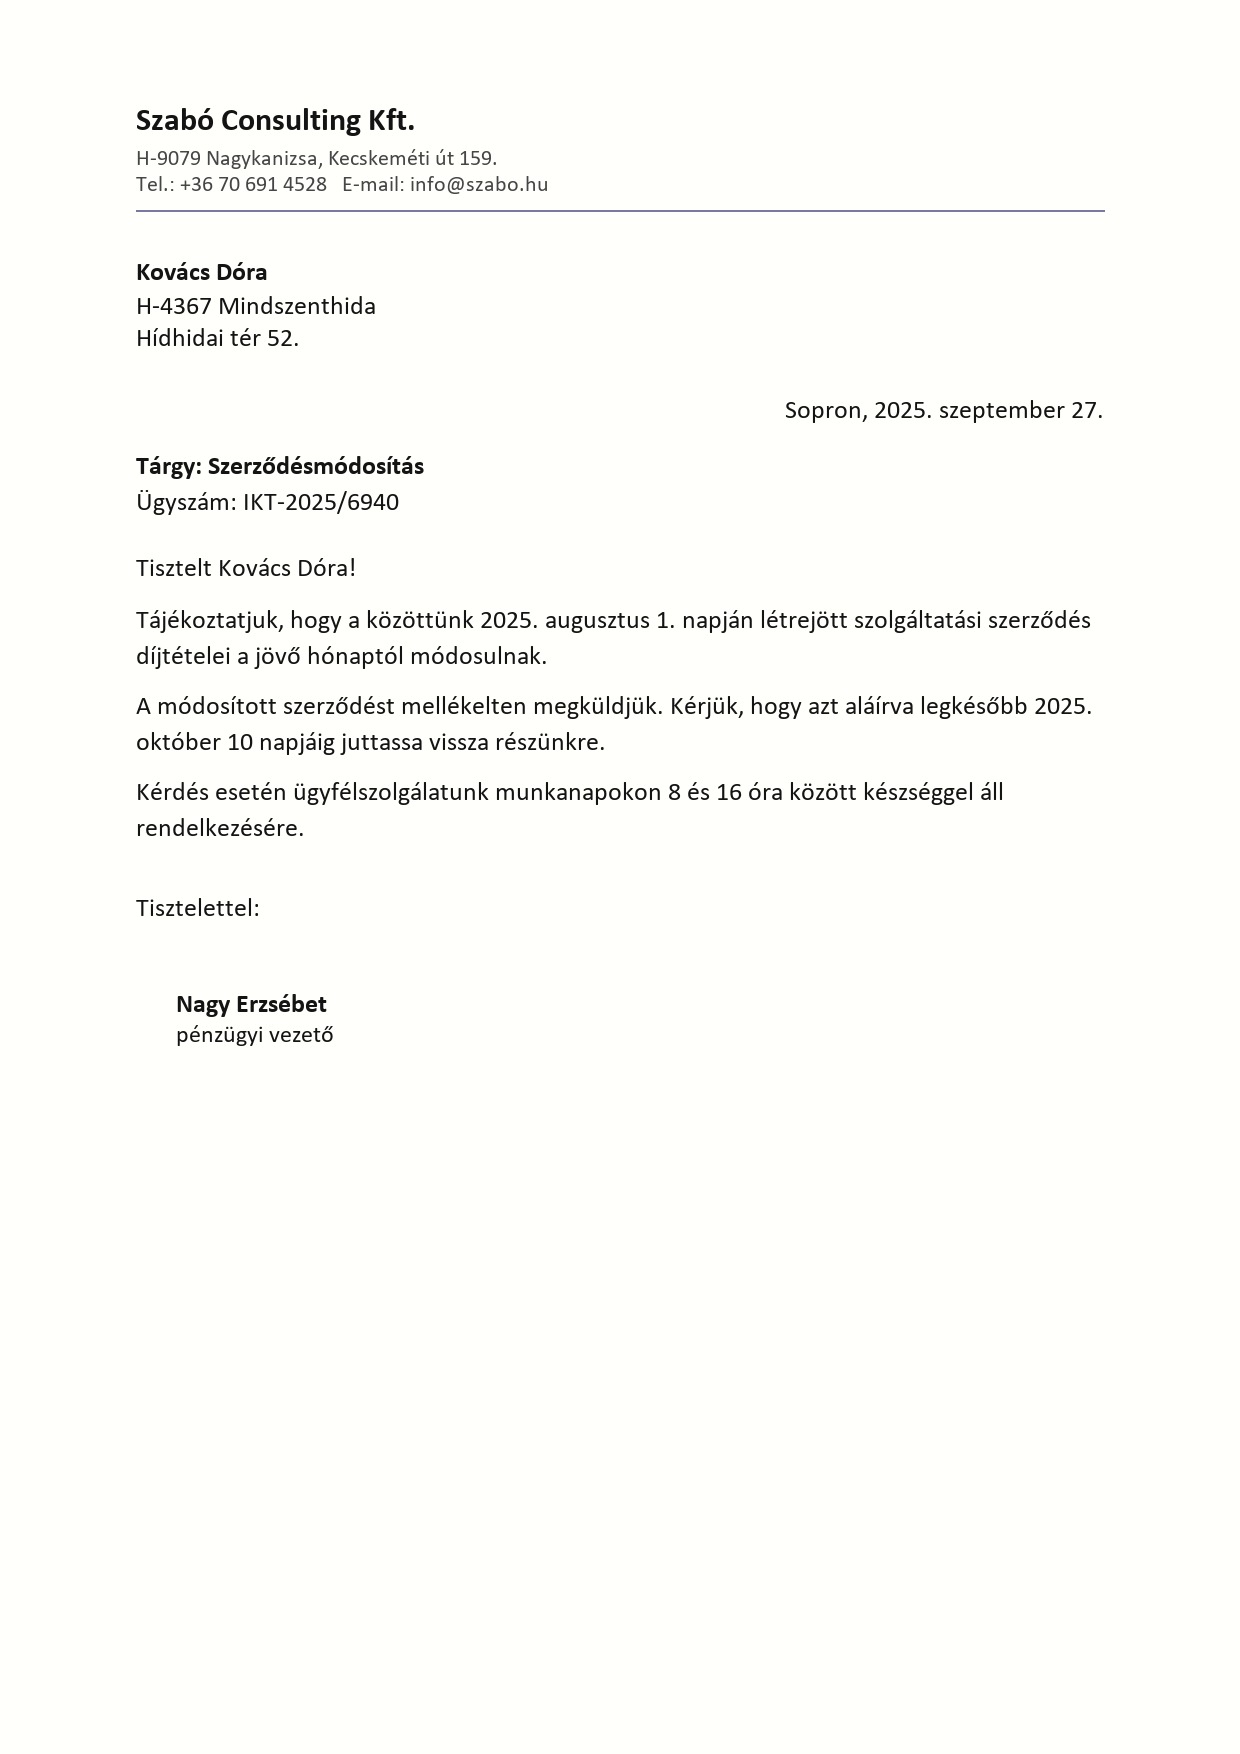 Szabó Consulting Kft.
H-9079 Nagykanizsa, Kecskeméti út 159.
Tel.: +36 70 691 4528   E-mail: info@szabo.hu
Kovács Dóra
H-4367 Mindszenthida
Hídhidai tér 52.
Sopron, 2025. szeptember 27.
Tárgy: Szerződésmódosítás
Ügyszám: IKT-2025/6940
Tisztelt Kovács Dóra!
Tájékoztatjuk, hogy a közöttünk 2025. augusztus 1. napján létrejött szolgáltatási szerződés
díjtételei a jövő hónaptól módosulnak.
A módosított szerződést mellékelten megküldjük. Kérjük, hogy azt aláírva legkésőbb 2025.
október 10 napjáig juttassa vissza részünkre.
Kérdés esetén ügyfélszolgálatunk munkanapokon 8 és 16 óra között készséggel áll
rendelkezésére.
Tisztelettel:
Nagy Erzsébet
pénzügyi vezető